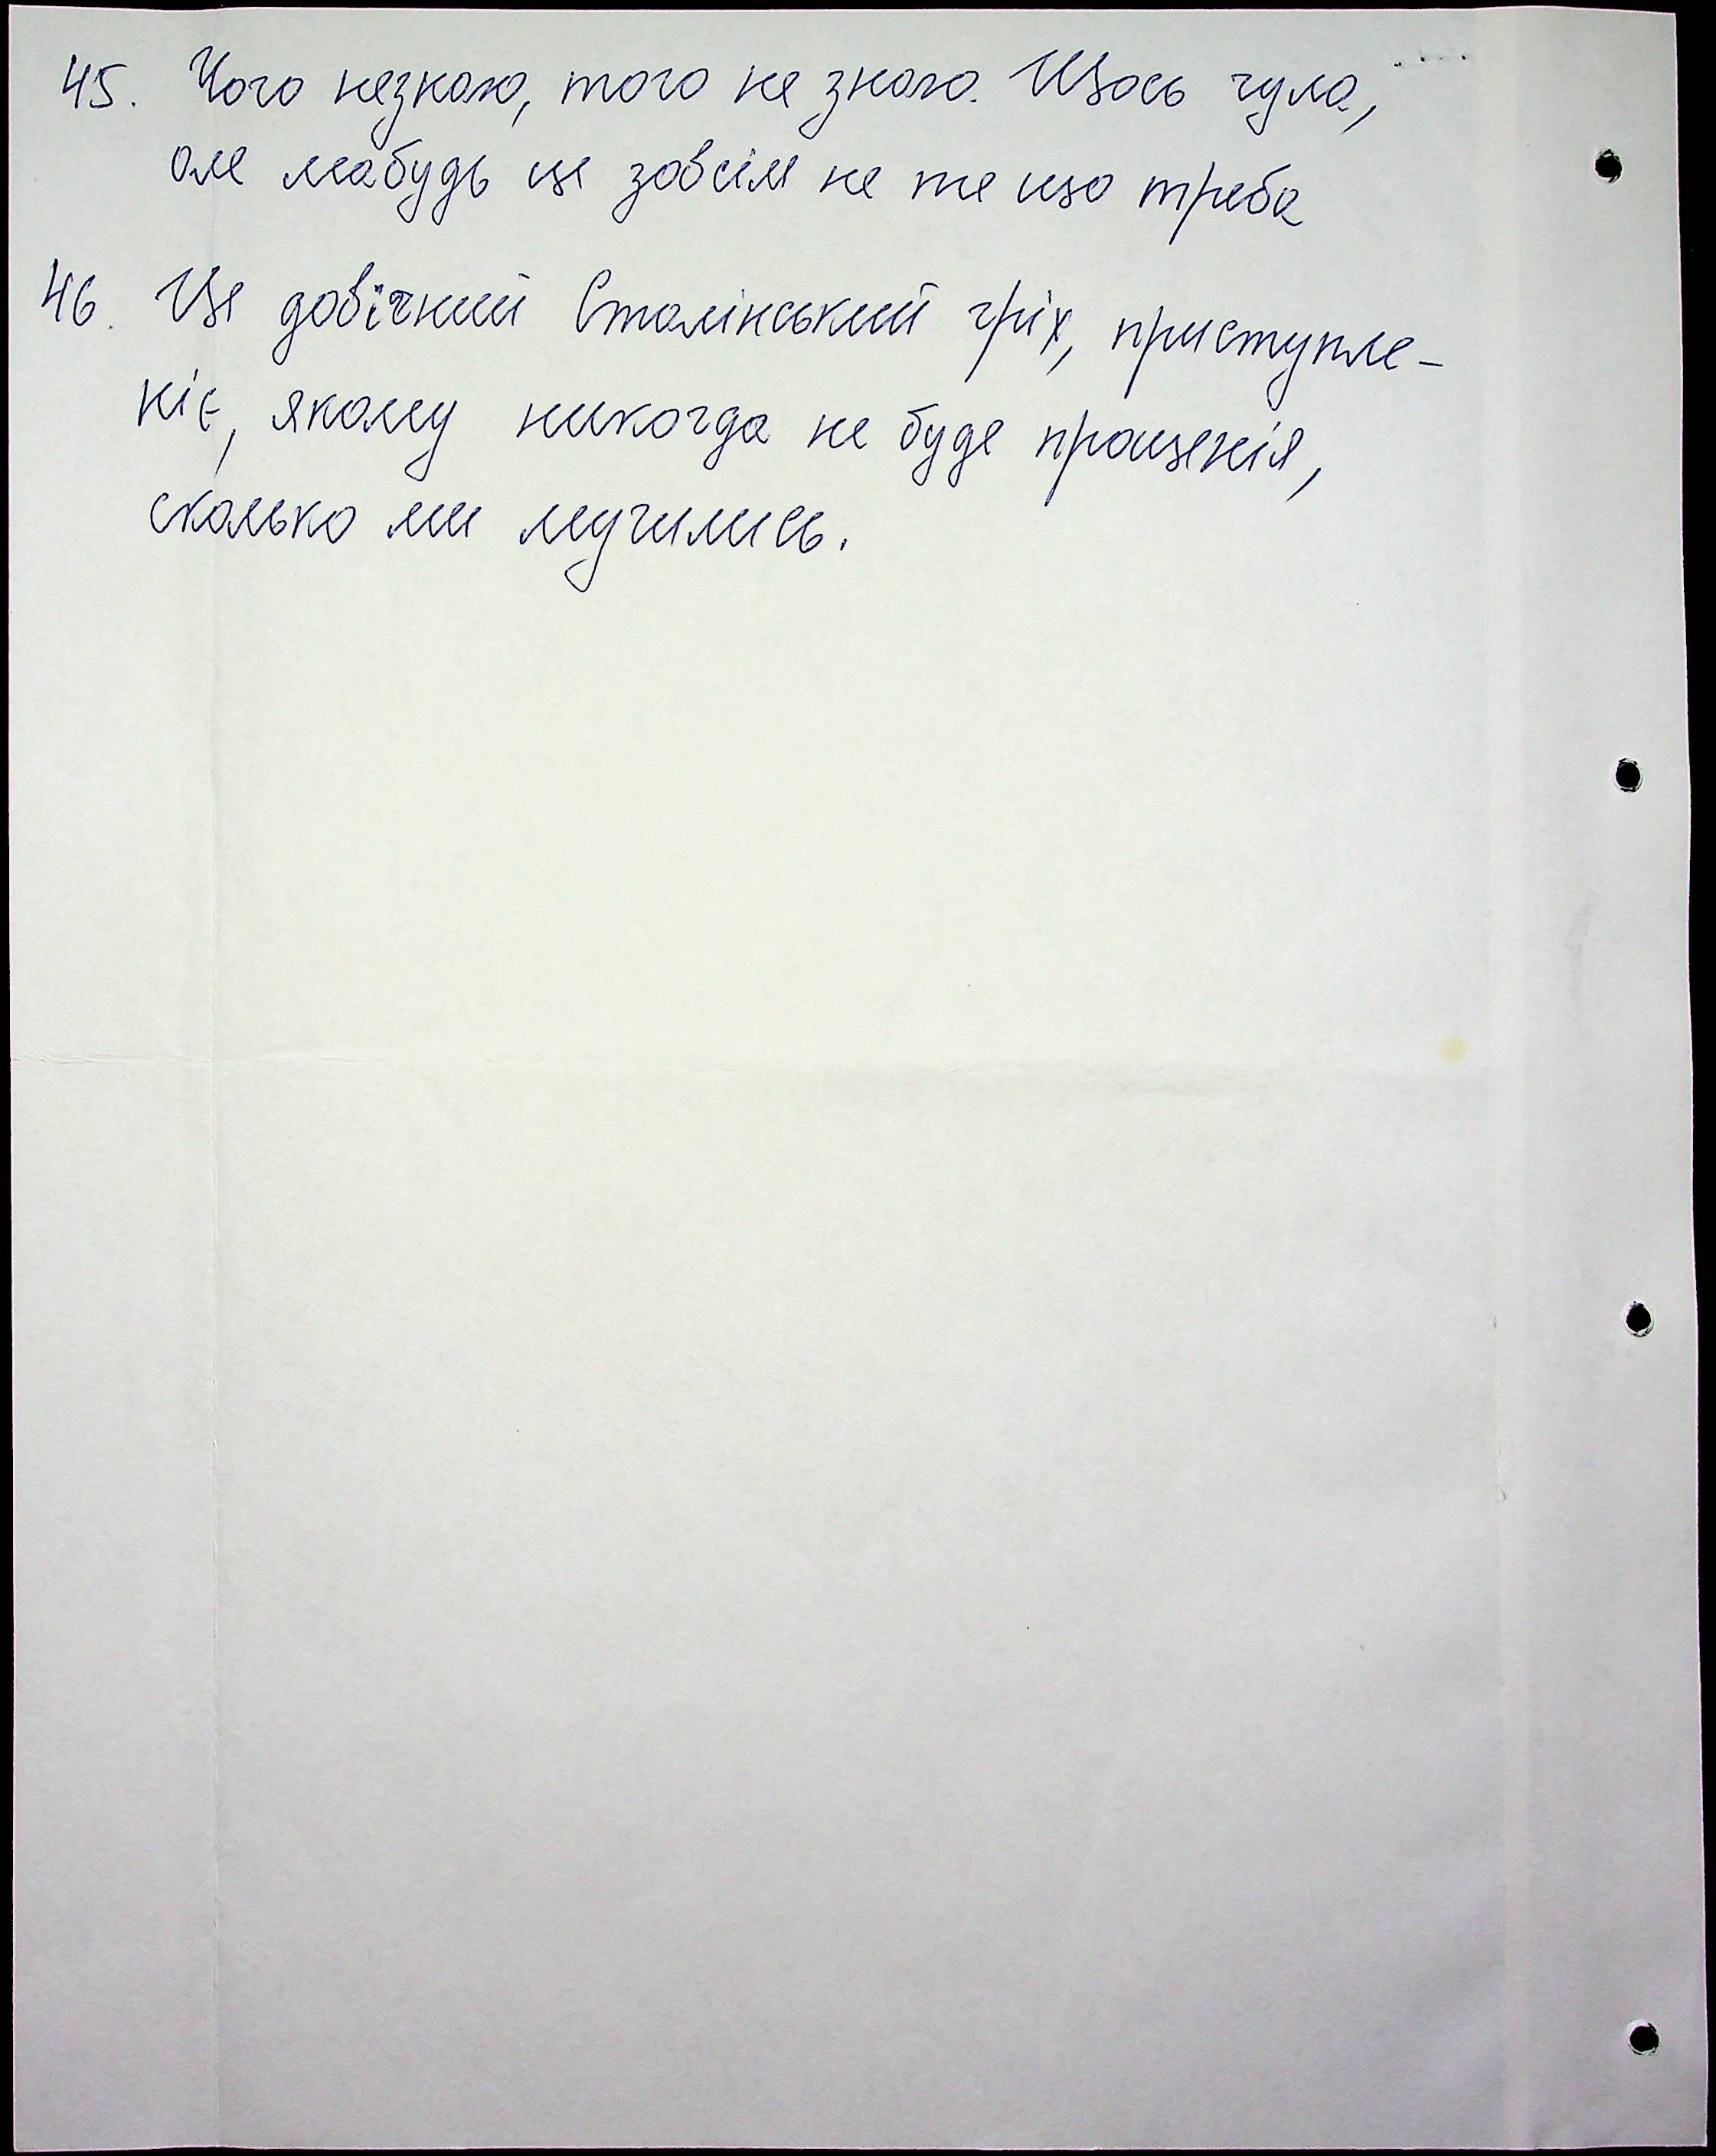 45. Чого незнаю, того не знаю. Щось чула,
але мабудь це зовсім не те що треба
46. Це довічний Сталінський гріх, приступле-
ніє, якому никогда не буде прощенія,
сколько ми мучились.